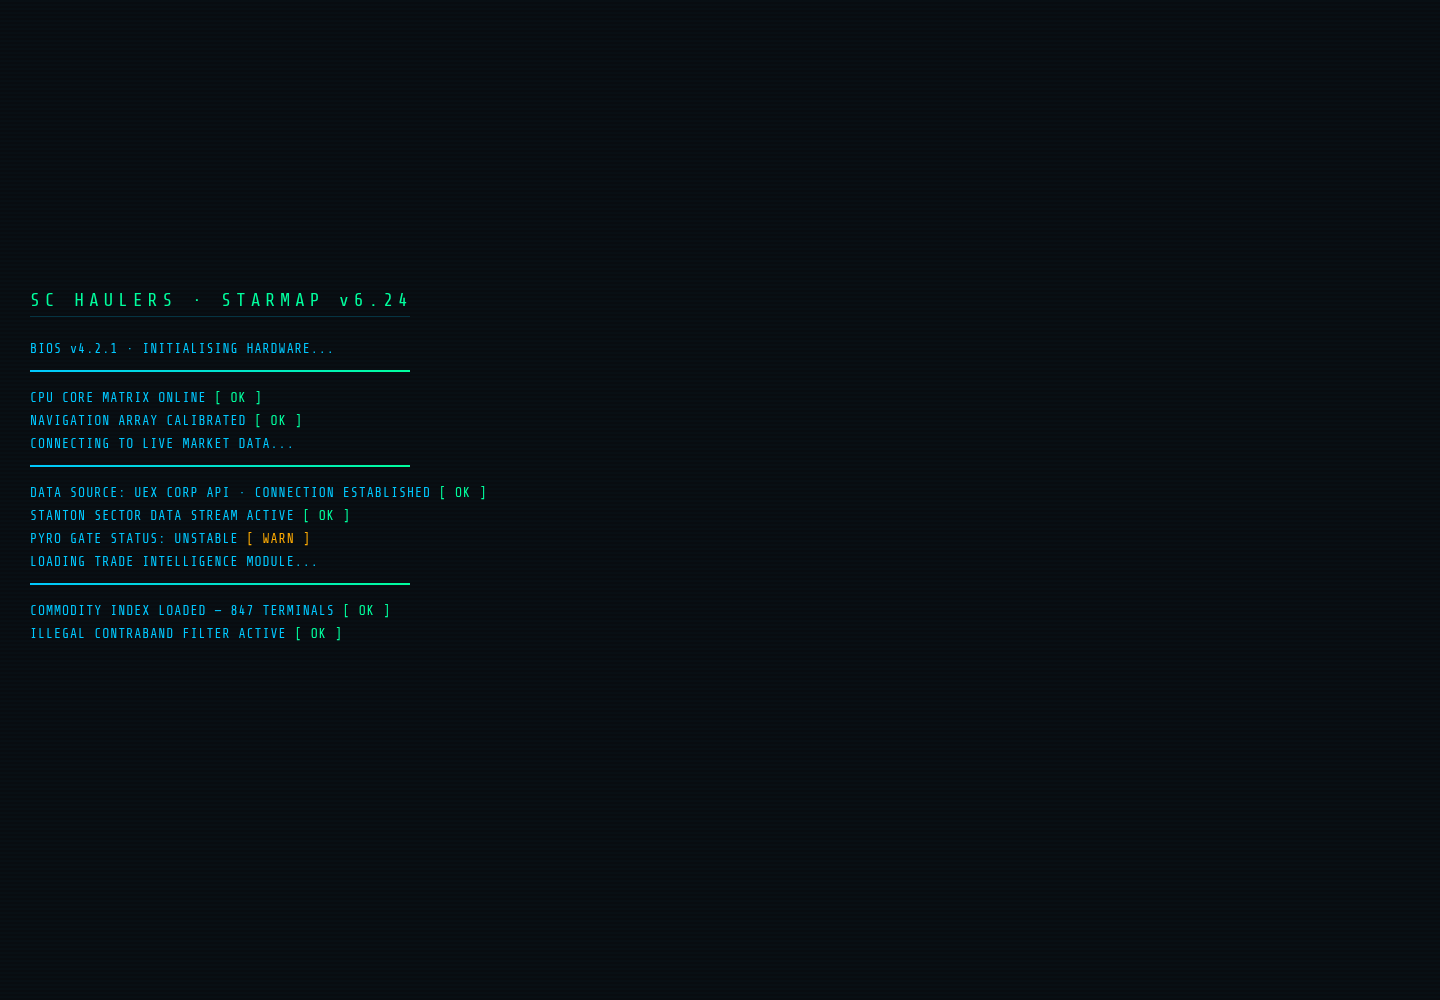 SC HAULERS · STARMAP v6.24
BIOS v4.2.1 · INITIALISING HARDWARE...
CPU CORE MATRIX ONLINE [ OK ]
NAVIGATION ARRAY CALIBRATED [ OK ]
CONNECTING TO LIVE MARKET DATA...
DATA SOURCE: UEX CORP API · CONNECTION ESTABLISHED [ OK ]
STANTON SECTOR DATA STREAM ACTIVE [ OK ]
PYRO GATE STATUS: UNSTABLE [ WARN ]
LOADING TRADE INTELLIGENCE MODULE...
COMMODITY INDEX LOADED — 847 TERMINALS [ OK ]
ILLEGAL CONTRABAND FILTER ACTIVE [ OK ]